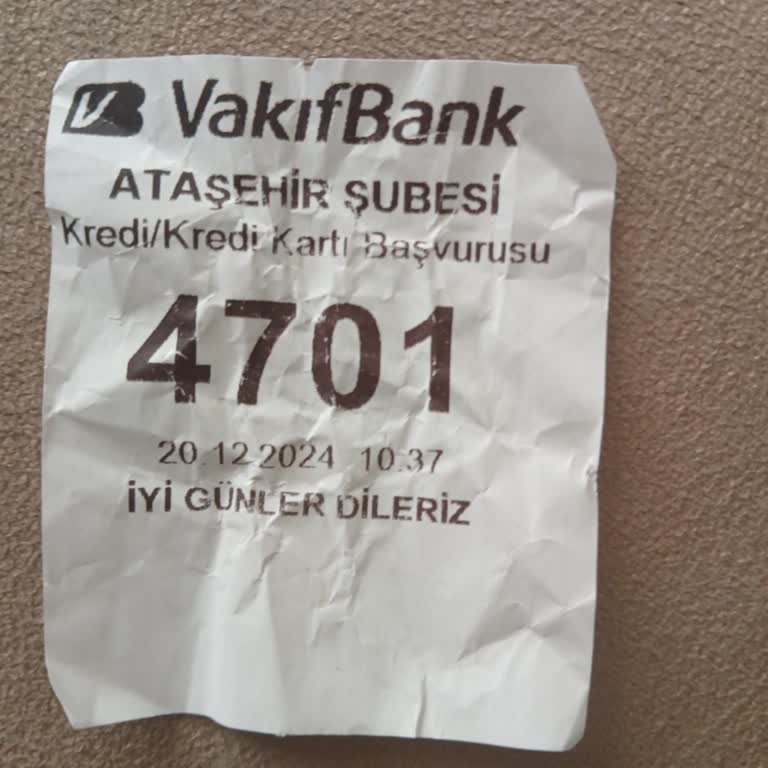 VakıfBank
ATAŞEHİR ŞUBESİ
Kredi/Kredi Kartı Başvurusu
4701
20.12.2024 10:37
İYİ GÜNLER DİLERİZ